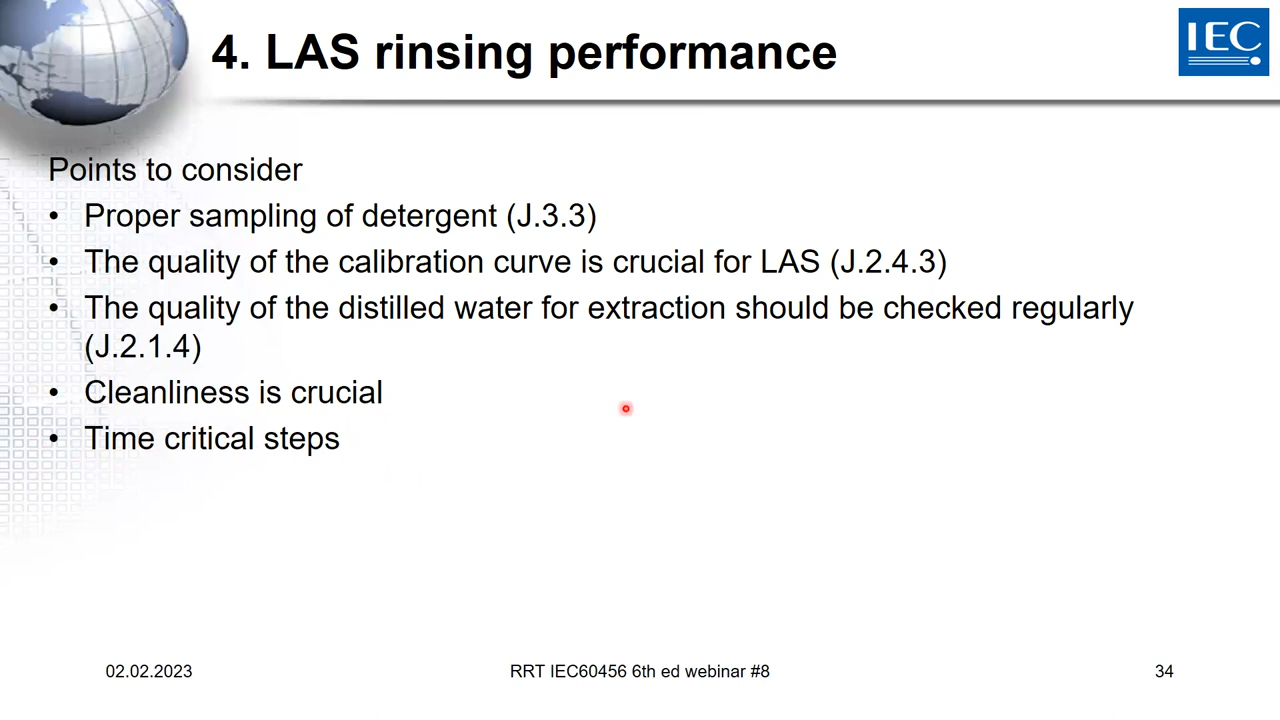 4. LAS rinsing performance
IEC
Points to consider
• Proper sampling of detergent (J.3.3)
• The quality of the calibration curve is crucial for LAS (J.2.4.3)
• The quality of the distilled water for extraction should be checked regularly
(J.2.1.4)
• Cleanliness is crucial
• Time critical steps
02.02.2023
RRT IEC60456 6th ed webinar #8
34